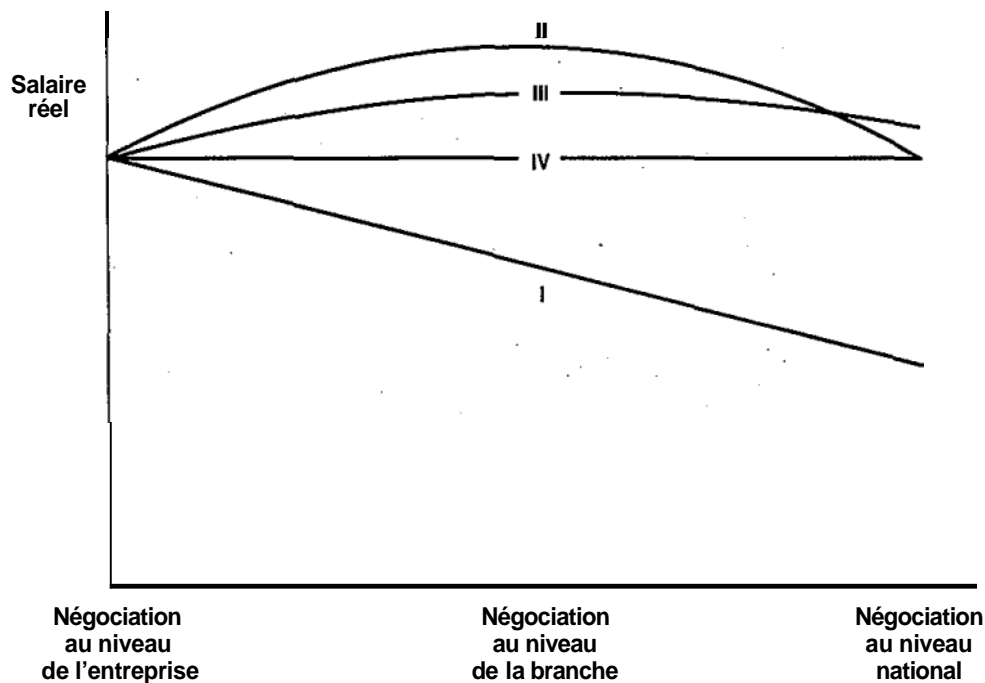 Salaire
réel
II
III
IV
I
Négociation
au niveau
de l'entreprise
Négociation
au niveau
de la branche
Négociation
au niveau
national